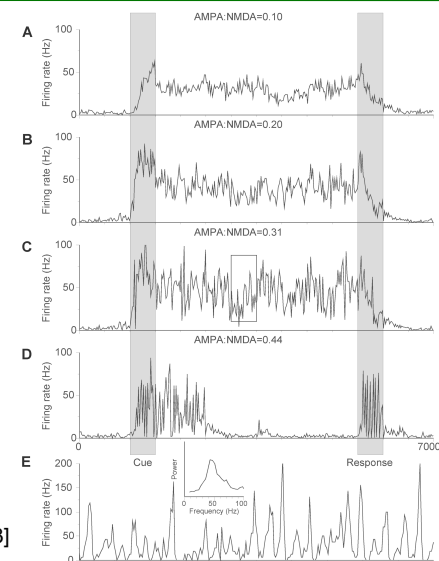 AMPA:NMDA=0.10
A
100
50
0
Firing rate (Hz)
AMPA:NMDA=0.20
B
100
50
0
Firing rate (Hz)
AMPA:NMDA=0.31
C
100
50
0
Firing rate (Hz)
AMPA:NMDA=0.44
D
100
50
0
Firing rate (Hz)
0
7000
Cue
Response
E
200
150
100
50
0
Firing rate (Hz)
Power
0 50 100
Frequency (Hz)